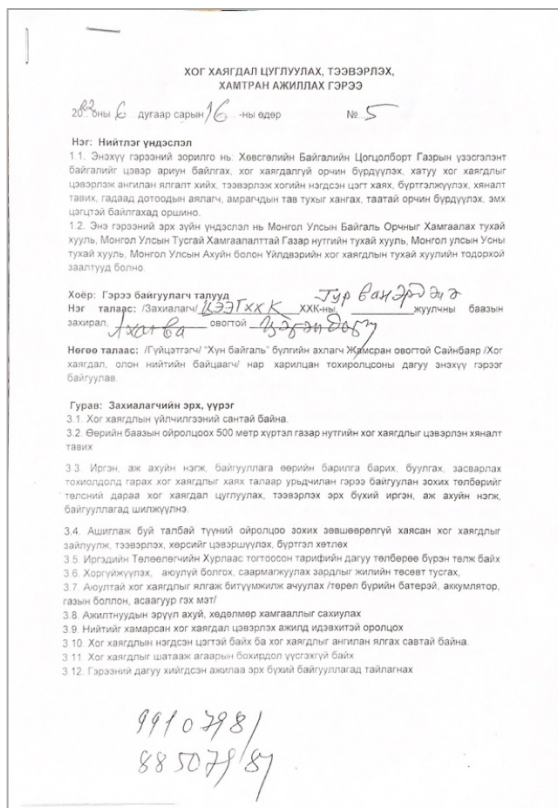 ХОГ ХАЯГДАЛ ЦУГЛУУЛАХ, ТЭЭВЭРЛЭХ,
ХАМТРАН АЖИЛЛАХ ГЭРЭЭ
2022 оны 6 дугаар сарын 16-ны өдөр № 5
Нэг: Нийтлэг үндэслэл
1.1. Энэхүү гэрээний зорилго нь: Хөвсгөлийн Байгалийн Цогцолборт Газрын үзэсгэлэнт
байгалийг цэвэр ариун байлгах, хог хаягдалгүй орчин бүрдүүлэх, хатуу хог хаягдлыг
цэвэрлэж ангилан ялгалт хийх, тээвэрлэж хогийн нэгдсэн цэгт хаях, бүртгэлжүүлэх, хяналт
тавих, гадаад дотоодын аялагч, амрагчдын тав тухыг хангах, таатай орчин бүрдүүлэх, эмх
цэгцтэй байлгахад оршино.
1.2. Энэ гэрээний эрх зүйн үндэслэл нь Монгол Улсын Байгаль Орчныг Хамгаалах тухай
хууль, Монгол Улсын Тусгай Хамгаалалттай Газар нутгийн тухай хууль, Монгол улсын Усны
тухай хууль, Монгол Улсын Ахуйн болон Үйлдвэрийн хог хаягдлын тухай хуулийн тодорхой
заалтууд болно.
Хоёр: Гэрээ байгуулагч талууд
Нэг талаас: /Захиалагч/ ХХК-ны Гурван Эрдэнэ жуулчны баазын
захирал, Лхагва овогтой
Нөгөө талаас: /Гүйцэтгэгч/ "Хүн байгаль" бүлгийн ахлагч Жамсран овогтой Сайнбаяр /Хог
хаягдал, олон нийтийн байцаагч/ нар харилцан тохиролцсоны дагуу энэхүү гэрээг
байгуулав.
Гурав: Захиалагчийн эрх, үүрэг
3.1. Хог хаягдлын үйлчилгээний сантай байна.
3.2. Өөрийн баазын ойролцоох 500 метр хүртэл газар нутгийн хог хаягдлыг цэвэрлэн хяналт
тавих
3.3. Иргэн, аж ахуйн нэгж, байгууллага өөрийн барилга барих, буулгах, засварлах
тохиолдолд гарах хог хаягдлыг хаях талаар урьдчилан гэрээ байгуулан зохих төлбөрийг
төлсний дараа хог хаягдал цуглуулах, тээвэрлэх эрх бүхий иргэн, аж ахуйн нэгж,
байгууллагад шилжүүлнэ.
3.4. Ашиглаж буй талбай түүний ойролцоо зохих зөвшөөрөлгүй хаясан хог хаягдлыг
зайлуулж, тээвэрлэх, хөрсийг цэвэршүүлэх, бүртгэл хөтлөх
3.5. Иргэдийн Төлөөлөгчийн Хурлаас тогтоосон тарифийн дагуу төлбөрөө бүрэн төлж байх
3.6. Хоргүйжүүлэх, аюулүй болгох, саармагжуулах зардлыг жилийн төсөвт тусгах,
3.7. Аюултай хог хаягдлыг ялгаж битүүмжилж ачуулах /төрөл бүрийн батерэй, аккумлятор,
газын боллон, асаагуур гэх мэт/
3.8. Ажилтнуудын эрүүл ахуй, хөдөлмөр хамгааллыг сахиулах
3.9. Нийтийг хамарсан хог хаягдал цэвэрлэх ажилд идэвхитэй оролцох
3.10. Хог хаягдлын нэгдсэн цэгтэй байх ба хог хаягдлыг ангилан ялгах савтай байна.
3.11. Хог хаягдлыг шатааж агаарын бохирдол үүсгэхгүй байх
3.12. Гэрээний дагуу хийгдсэн ажилаа эрх бүхий байгууллагад тайлагнах
99107981
88507981